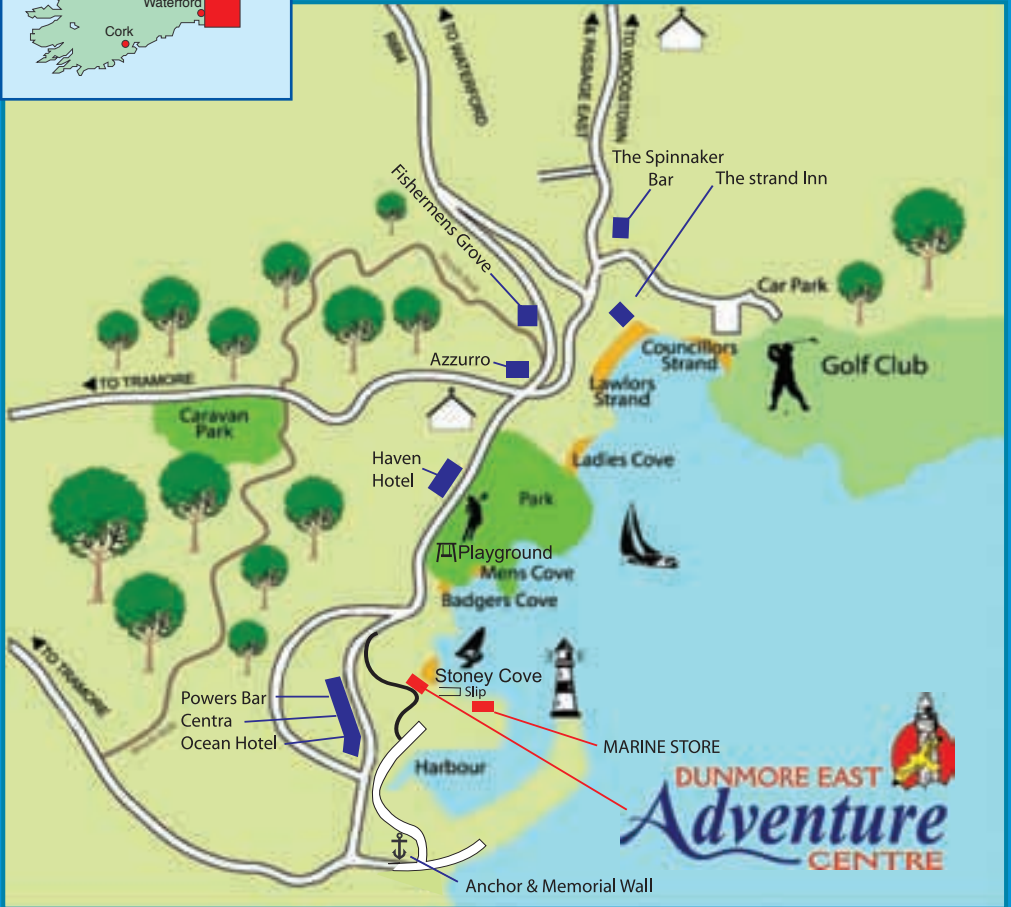 Waterford
Cork
R684
TO WATERFORD
PASSAGE EAST
TO WOODSTOWN
The Spinnaker
Bar
The strand Inn
Fishermens Grove
Car Park
Councillors
Strand
Golf Club
Azzurro
TO TRAMORE
Lawlors
Strand
Caravan
Park
Haven
Hotel
Ladies Cove
Park
Playground
Mens Cove
Badgers Cove
TO TRAMORE
Stoney Cove
Slip
Powers Bar
Centra
Ocean Hotel
MARINE STORE
Harbour
DUNMORE EAST
Adventure
CENTRE
Anchor & Memorial Wall